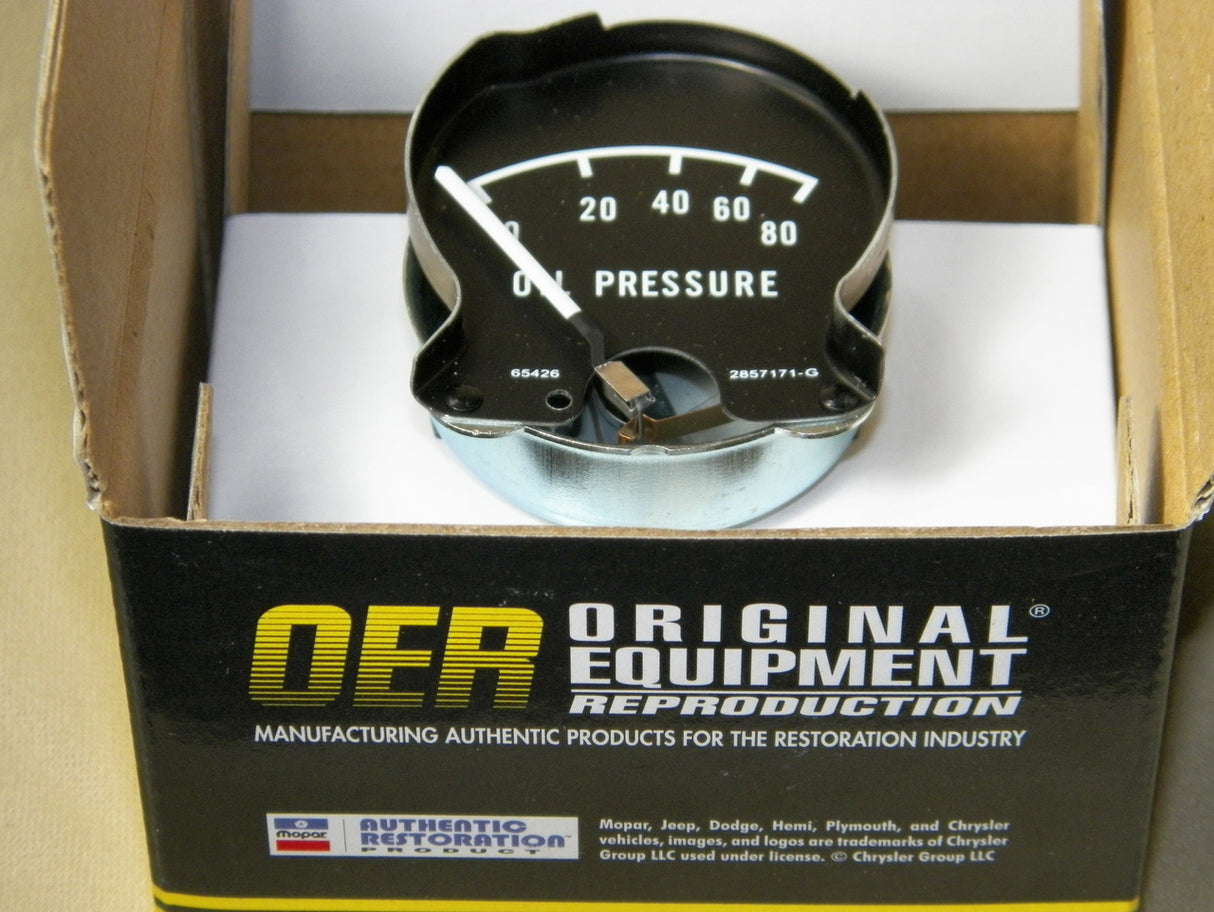 0 20 40 60 80
OIL PRESSURE
65426 2857171-G
OER ORIGINAL®
EQUIPMENT
REPRODUCTION
MANUFACTURING AUTHENTIC PRODUCTS FOR THE RESTORATION INDUSTRY
Mopar
AUTHENTIC
RESTORATION™
PRODUCT
Mopar, Jeep, Dodge, Hemi, Plymouth, and Chrysler
vehicles, images, and logos are trademarks of Chrysler
Group LLC used under license. © Chrysler Group LLC